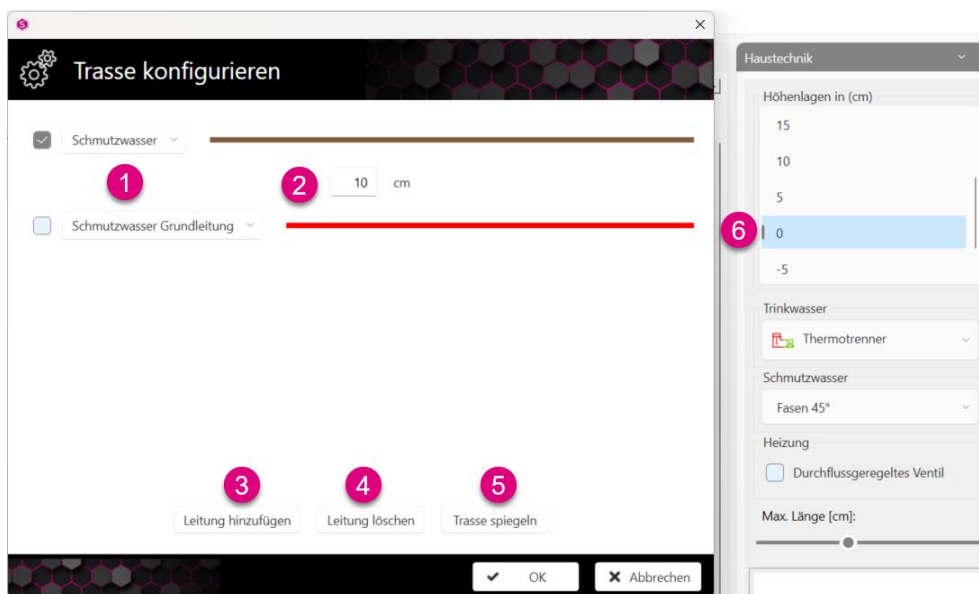 S
Trasse konfigurieren
Schmutzwasser
1
2
10 cm
Schmutzwasser Grundleitung
3
4
5
Leitung hinzufügen
Leitung löschen
Trasse spiegeln
OK
Abbrechen
Haustechnik
Höhenlagen in (cm)
15
10
5
6
0
-5
Trinkwasser
Thermotrenner
Schmutzwasser
Fasen 45°
Heizung
Durchflussgeregeltes Ventil
Max. Länge [cm]: